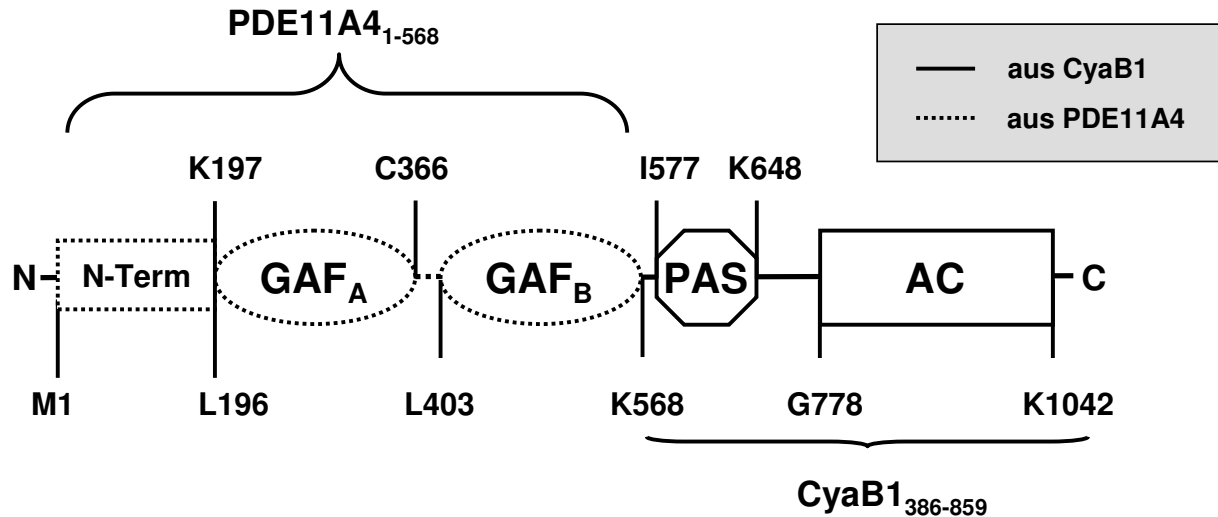 PDE11A4₁₋₅₆₈
aus CyaB1
aus PDE11A4
K197 C366 I577 K648
N N-Term GAF_A GAF_B PAS AC C
M1 L196 L403 K568 G778 K1042
CyaB1₃₈₆₋₈₅₉